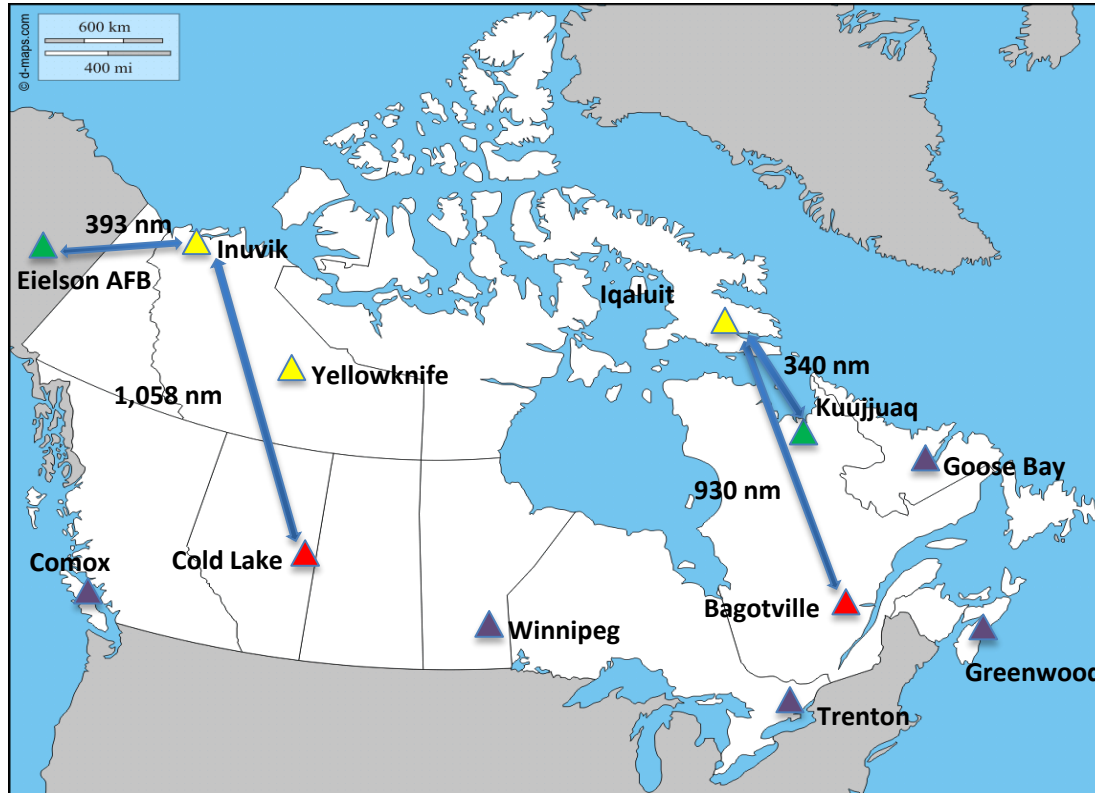 © d-maps.com
600 km
400 mi
393 nm
Inuvik
Eielson AFB
Iqaluit
340 nm
Yellowknife
1,058 nm
Kuujjuaq
Goose Bay
930 nm
Comox
Cold Lake
Bagotville
Winnipeg
Greenwood
Trenton